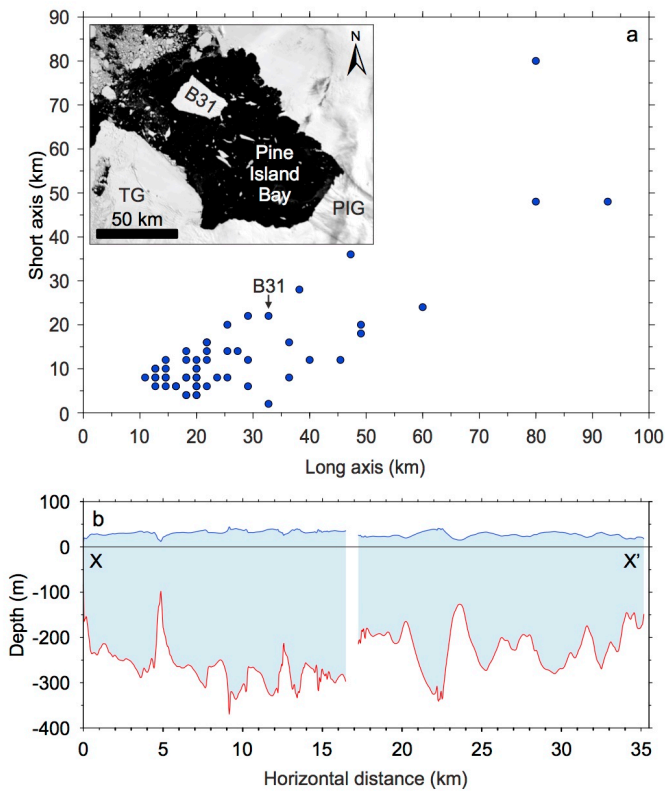 90
80
70
60
50
40
30
20
10
0
Short axis (km)
a
N
B31
Pine
Island
Bay
TG
PIG
50 km
B31
0 10 20 30 40 50 60 70 80 90 100
Long axis (km)
100
0
-100
-200
-300
-400
Depth (m)
b
X X'
0 5 10 15 20 25 30 35
Horizontal distance (km)